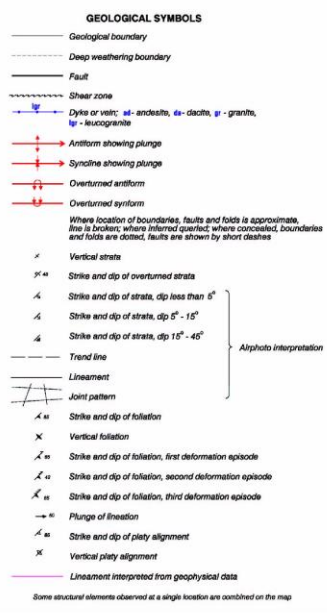 GEOLOGICAL SYMBOLS
Geological boundary
Deep weathering boundary
Fault
Shear zone
lgr
Dyke or vein; ad- andesite, da- dacite, gr - granite,
lgr - leucogranite
Antiform showing plunge
Syncline showing plunge
Overturned antiform
Overturned synform
Where location of boundaries, faults and folds is approximate,
line is broken; where inferred queried; where concealed, boundaries
and folds are dotted, faults are shown by short dashes
Vertical strata
Strike and dip of overturned strata
Strike and dip of strata, dip less than 5°
Strike and dip of strata, dip 5° - 15°
Strike and dip of strata, dip 15° - 45°
Airphoto interpretation
Trend line
Lineament
Joint pattern
Strike and dip of foliation
Vertical foliation
Strike and dip of foliation, first deformation episode
Strike and dip of foliation, second deformation episode
Strike and dip of foliation, third deformation episode
Plunge of lineation
Strike and dip of platy alignment
Vertical platy alignment
Lineament interpreted from geophysical data
Some structural elements observed at a single location are combined on the map